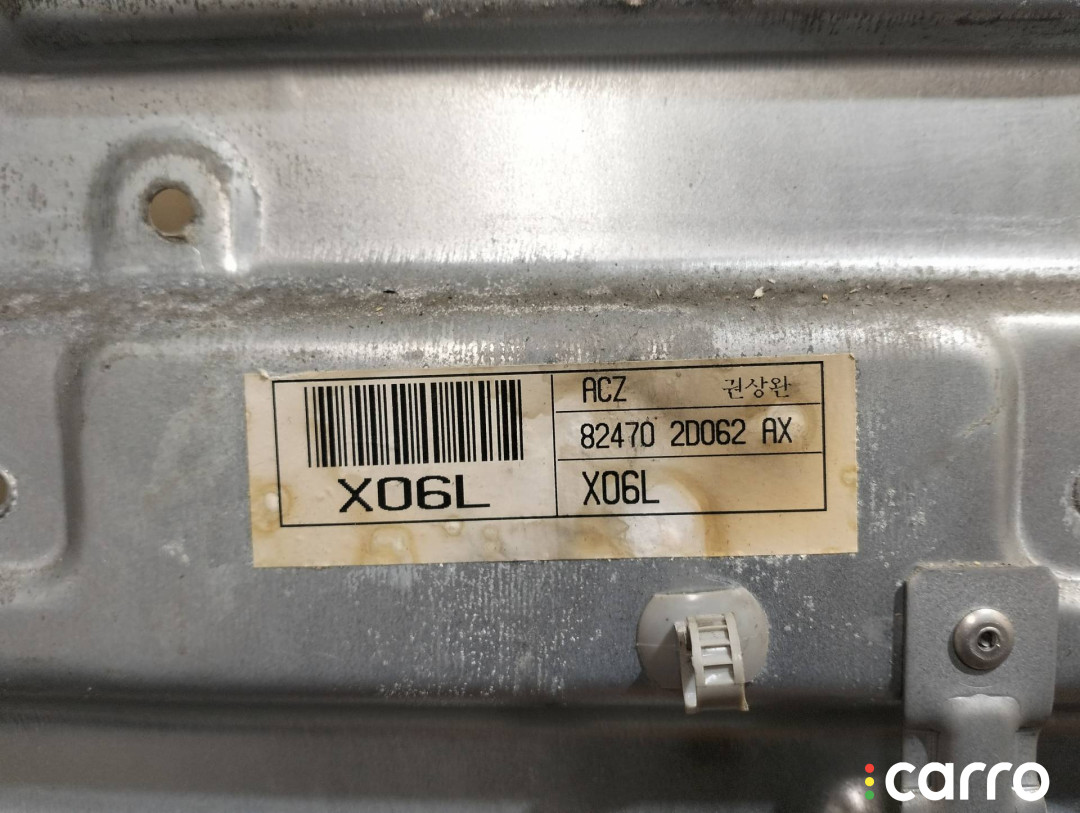 ACZ 권상완
82470 2D062 AX
X06L
X06L
carro